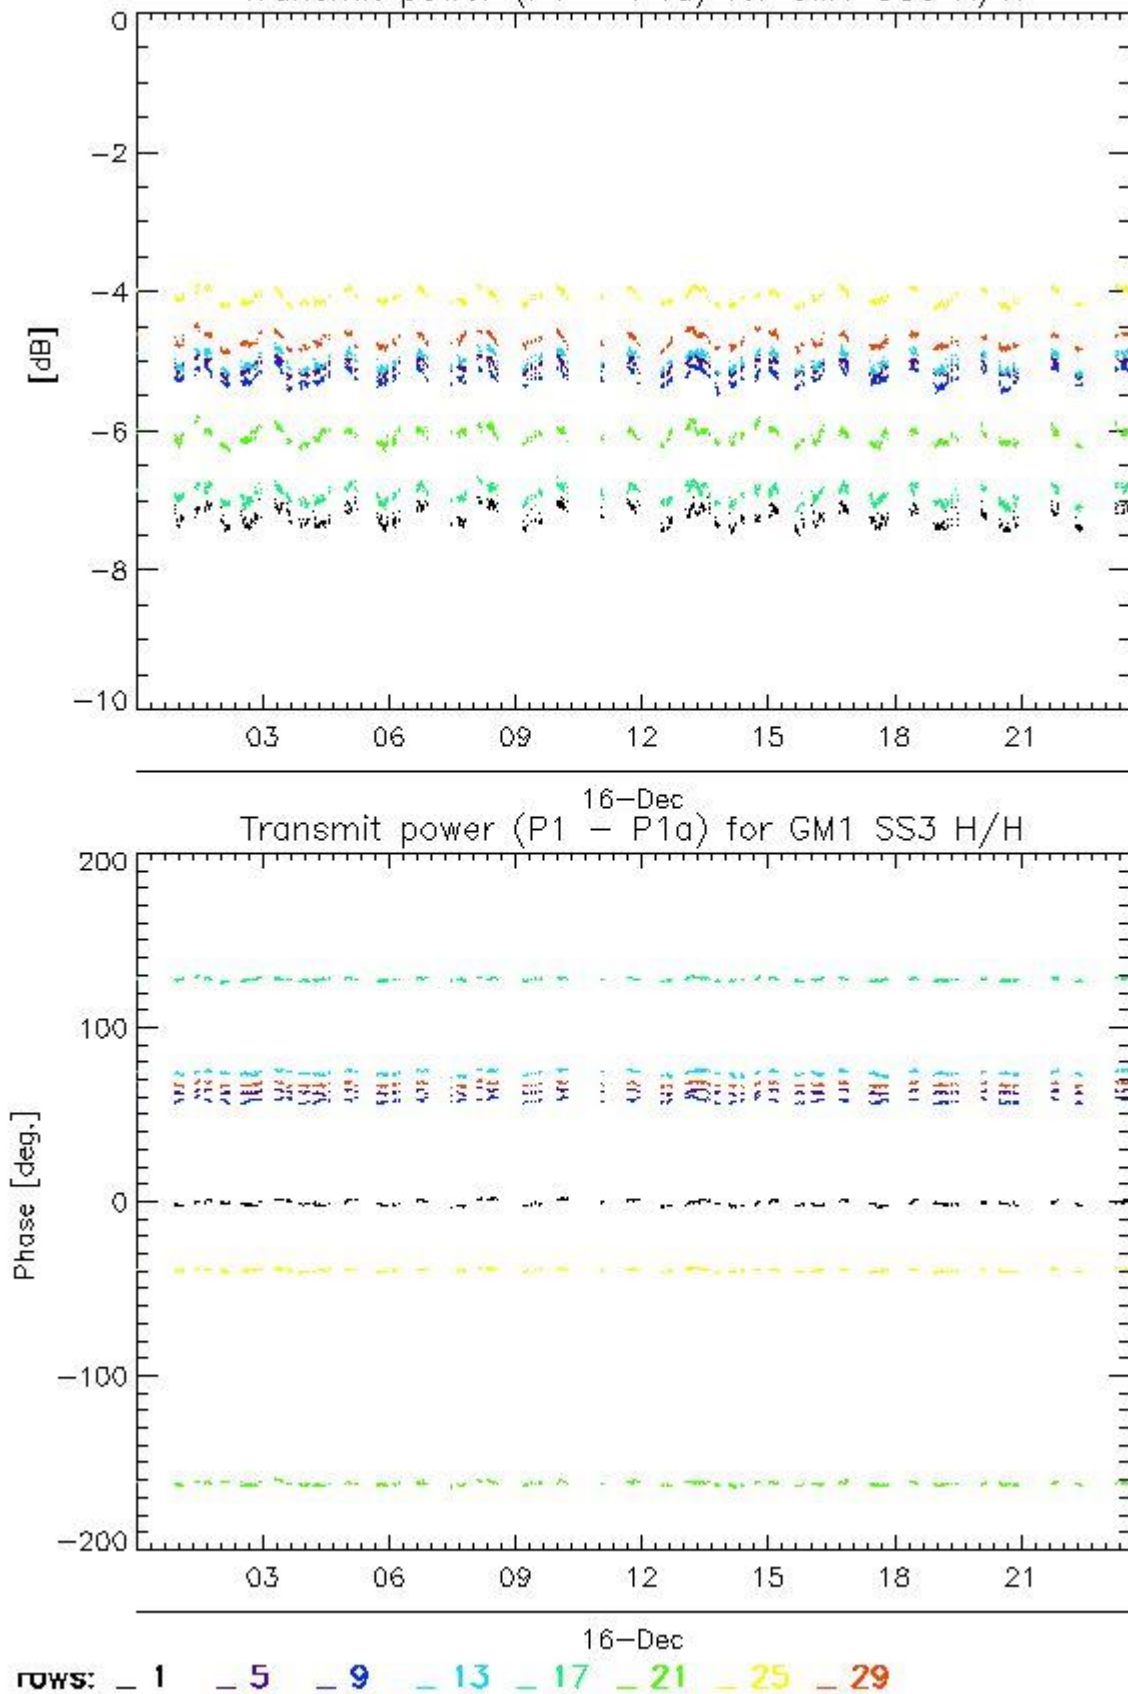 0
−2
−4
[dB]
−6
−8
−10
03 06 09 12 15 18 21
16−Dec
Transmit power (P1 − P1a) for GM1 SS3 H/H
200
100
0
Phase [deg.]
−100
−200
03 06 09 12 15 18 21
16−Dec
rows: _ 1 _ 5 _ 9 _ 13 _ 17 _ 21 _ 25 _ 29